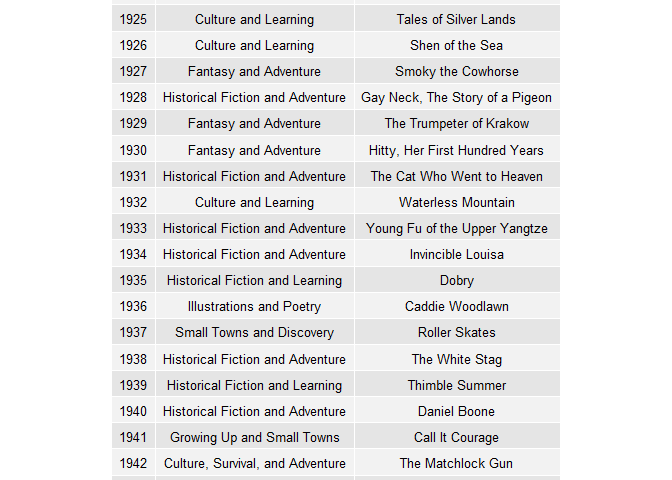 1925 Culture and Learning Tales of Silver Lands
1926 Culture and Learning Shen of the Sea
1927 Fantasy and Adventure Smoky the Cowhorse
1928 Historical Fiction and Adventure Gay Neck, The Story of a Pigeon
1929 Fantasy and Adventure The Trumpeter of Krakow
1930 Fantasy and Adventure Hitty, Her First Hundred Years
1931 Historical Fiction and Adventure The Cat Who Went to Heaven
1932 Culture and Learning Waterless Mountain
1933 Historical Fiction and Adventure Young Fu of the Upper Yangtze
1934 Historical Fiction and Adventure Invincible Louisa
1935 Historical Fiction and Learning Dobry
1936 Illustrations and Poetry Caddie Woodlawn
1937 Small Towns and Discovery Roller Skates
1938 Historical Fiction and Adventure The White Stag
1939 Historical Fiction and Learning Thimble Summer
1940 Historical Fiction and Adventure Daniel Boone
1941 Growing Up and Small Towns Call It Courage
1942 Culture, Survival, and Adventure The Matchlock Gun